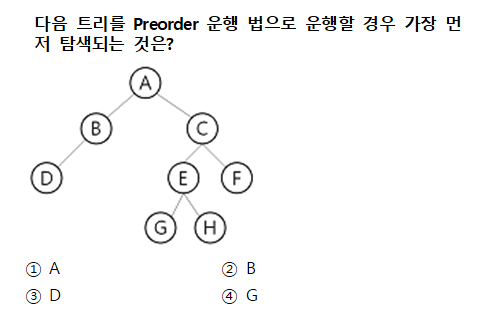 다음 트리를 Preorder 운행 법으로 운행할 경우 가장 먼
저 탐색되는 것은?
A
B C
D E F
G H
① A ② B
③ D ④ G